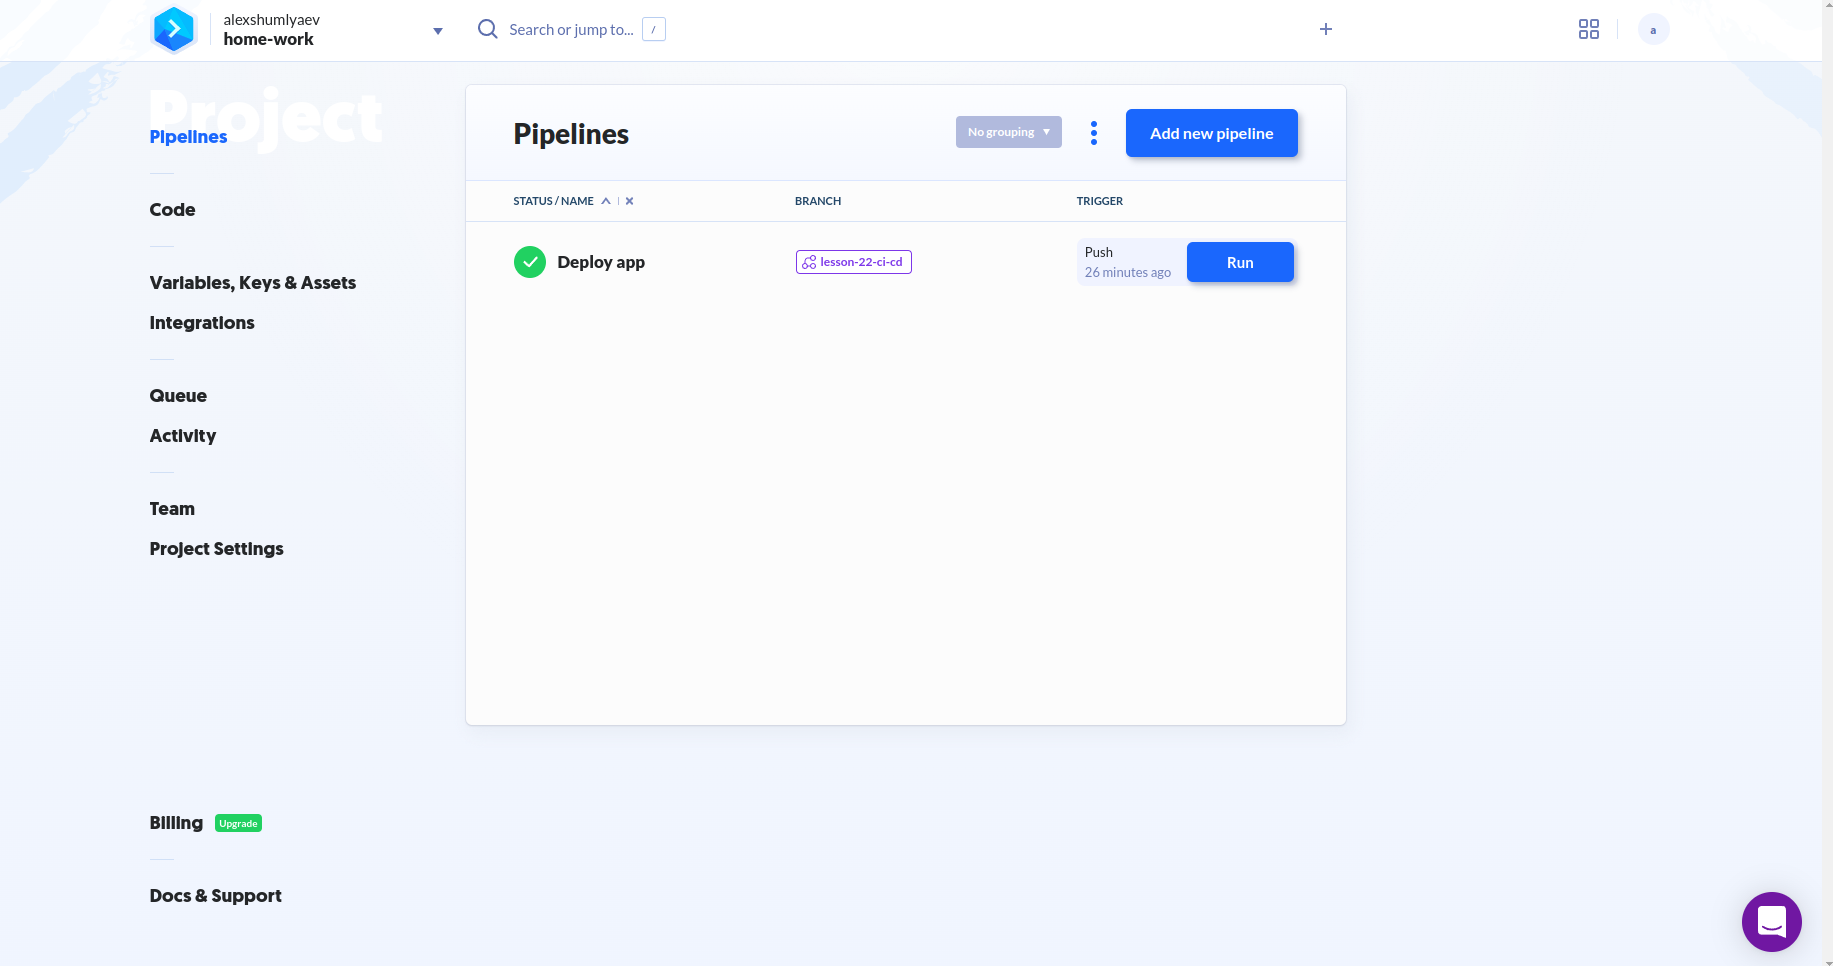 alexshumlyaev
home-work
Search or jump to... /
a
Project
Pipelines
Code
Variables, Keys & Assets
Integrations
Queue
Activity
Team
Project Settings
Billing Upgrade
Docs & Support
Pipelines
No grouping
Add new pipeline
STATUS / NAME BRANCH TRIGGER
Deploy app lesson-22-ci-cd Push
26 minutes ago
Run